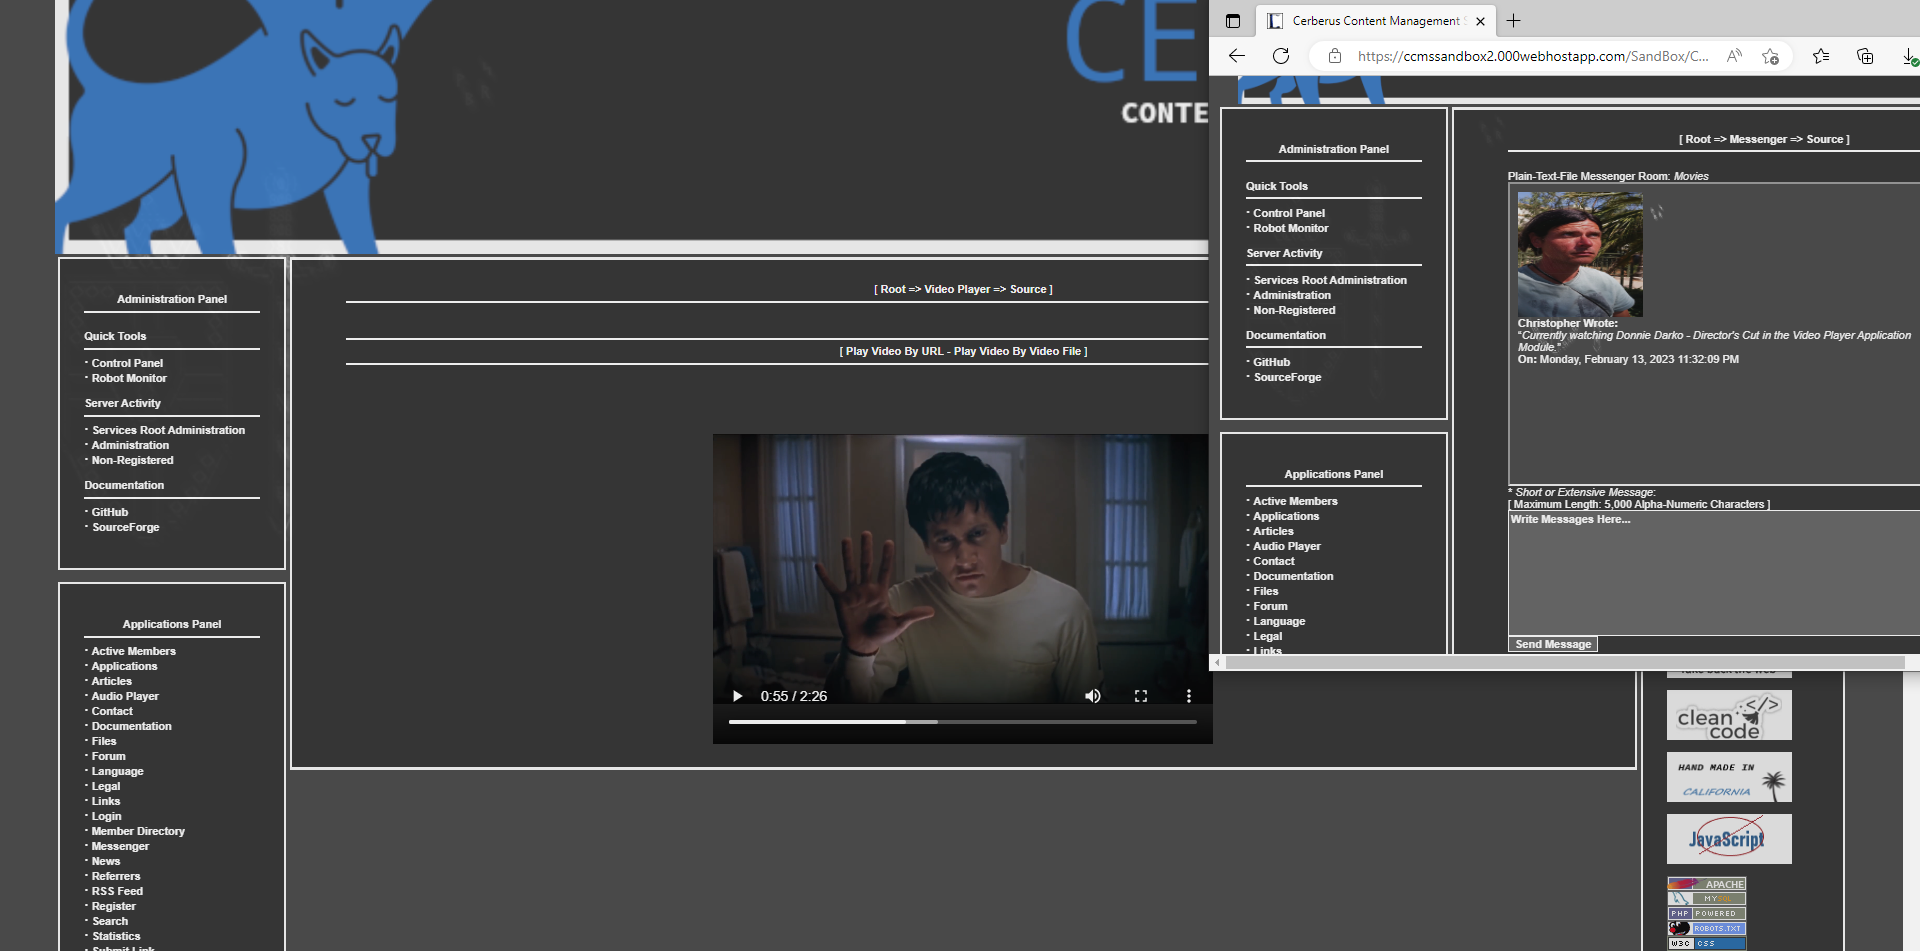 CE
CONTE
Administration Panel
Quick Tools
· Control Panel
· Robot Monitor
Server Activity
· Services Root Administration
· Administration
· Non-Registered
Documentation
· GitHub
· SourceForge
Applications Panel
· Active Members
· Applications
· Articles
· Audio Player
· Contact
· Documentation
· Files
· Forum
· Language
· Legal
· Links
· Login
· Member Directory
· Messenger
· News
· Referrers
· RSS Feed
· Register
· Search
· Statistics
· Submit Link
[ Root => Video Player => Source ]
[ Play Video By URL - Play Video By Video File ]
0:55 / 2:26
Cerberus Content Management
https://ccmssandbox2.000webhostapp.com/SandBox/C...
Administration Panel
Quick Tools
· Control Panel
· Robot Monitor
Server Activity
· Services Root Administration
· Administration
· Non-Registered
Documentation
· GitHub
· SourceForge
Applications Panel
· Active Members
· Applications
· Articles
· Audio Player
· Contact
· Documentation
· Files
· Forum
· Language
· Legal
· Links
[ Root => Messenger => Source ]
Plain-Text-File Messenger Room: Movies
Christopher Wrote:
"Currently watching Donnie Darko - Director's Cut in the Video Player Application
Module."
On: Monday, February 13, 2023 11:32:09 PM
* Short or Extensive Message:
[ Maximum Length: 5,000 Alpha-Numeric Characters ]
Write Messages Here...
Send Message
Take back the web
clean </>
code
HAND MADE IN
CALIFORNIA
JavaScript
APACHE
MYSQL
PHP POWERED
ROBOTS.TXT
W3C CSS